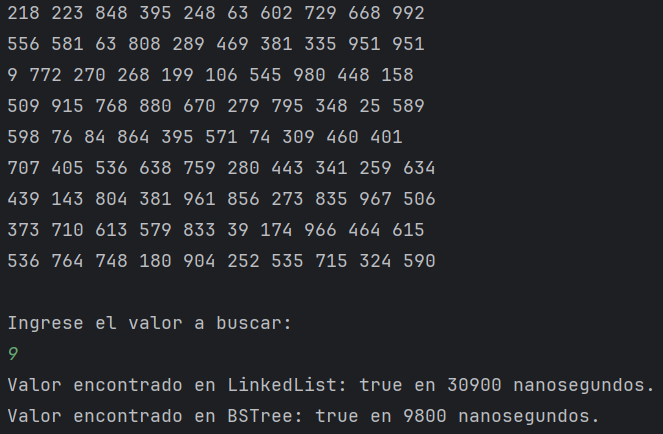 218 223 848 395 248 63 602 729 668 992
556 581 63 808 289 469 381 335 951 951
9 772 270 268 199 106 545 980 448 158
509 915 768 880 670 279 795 348 25 589
598 76 84 864 395 571 74 309 460 401
707 405 536 638 759 280 443 341 259 634
439 143 804 381 961 856 273 835 967 506
373 710 613 579 833 39 174 966 464 615
536 764 748 180 904 252 535 715 324 590
Ingrese el valor a buscar:
9
Valor encontrado en LinkedList: true en 30900 nanosegundos.
Valor encontrado en BSTree: true en 9800 nanosegundos.